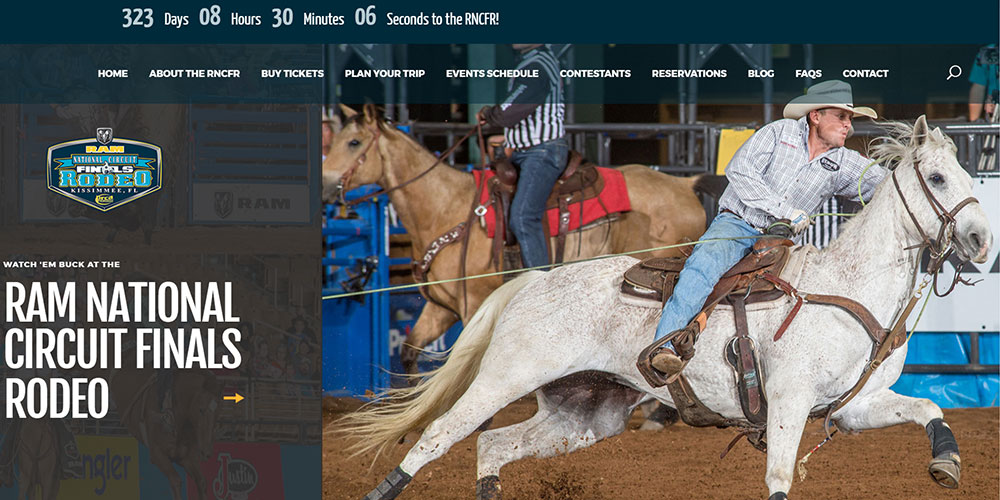 323 Days 08 Hours 30 Minutes 06 Seconds to the RNCFR!
HOME ABOUT THE RNCFR BUY TICKETS PLAN YOUR TRIP EVENTS SCHEDULE CONTESTANTS RESERVATIONS BLOG FAQS CONTACT
RAM
NATIONAL CIRCUIT
FINALS
RODEO
KISSIMMEE, FL
RAM
WATCH 'EM BUCK AT THE
RAM NATIONAL
CIRCUIT FINALS
RODEO
Justin